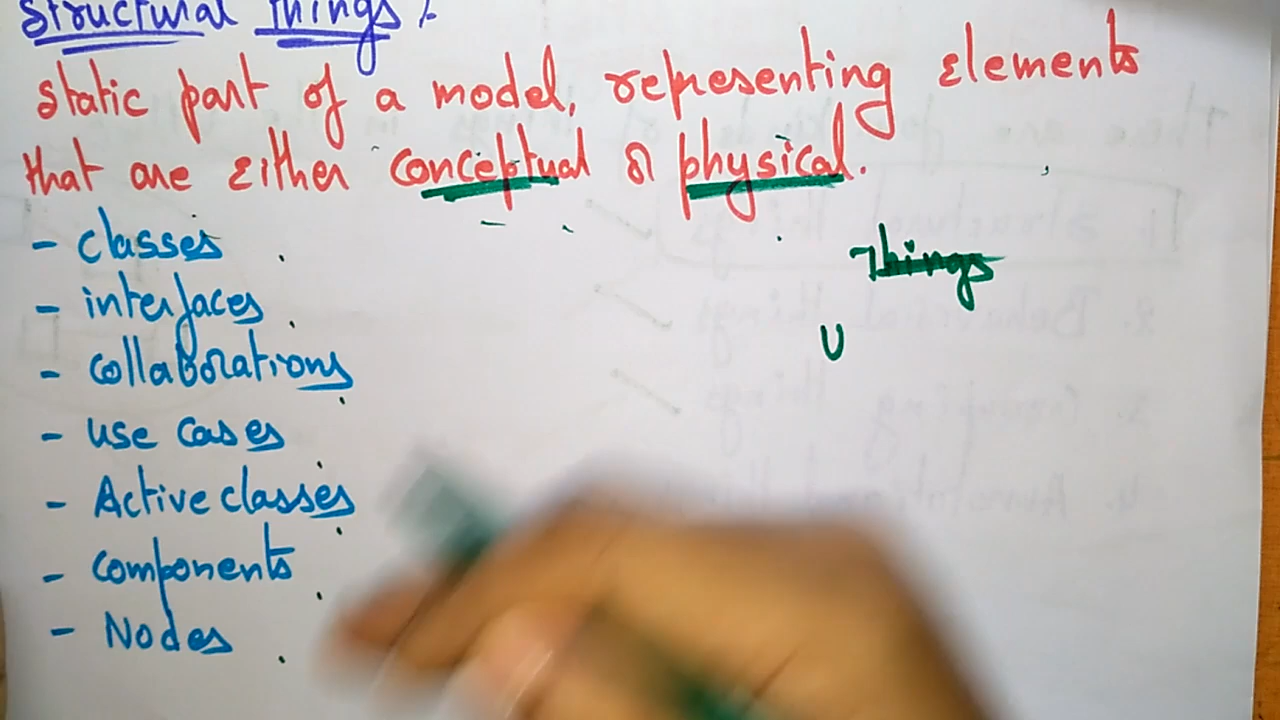 Structural things:
Static part of a model, representing elements
that are either conceptual or physical.
- classes
- interfaces
- collaborations
- use cases
- Active classes
- components
- Nodes
Things
U